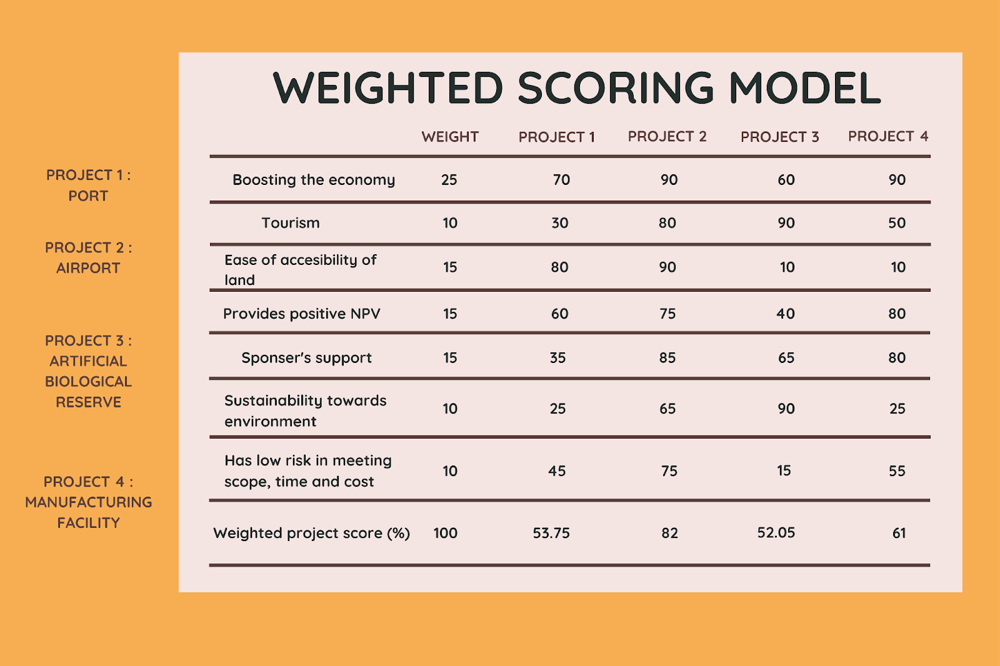 WEIGHTED SCORING MODEL
WEIGHT PROJECT 1 PROJECT 2 PROJECT 3 PROJECT 4
Boosting the economy 25 70 90 60 90
Tourism 10 30 80 90 50
Ease of accesibility of
land 15 80 90 10 10
Provides positive NPV 15 60 75 40 80
Sponser's support 15 35 85 65 80
Sustainability towards
environment 10 25 65 90 25
Has low risk in meeting
scope, time and cost 10 45 75 15 55
Weighted project score (%) 100 53.75 82 52.05 61
PROJECT 1 :
PORT
PROJECT 2 :
AIRPORT
PROJECT 3 :
ARTIFICIAL
BIOLOGICAL
RESERVE
PROJECT 4 :
MANUFACTURING
FACILITY